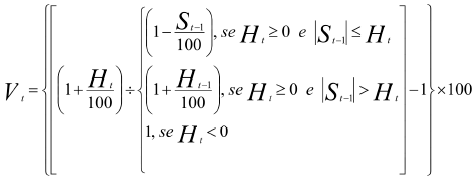 V_t = {[(1 + H_t/100) ÷ {(1 − S_{t−1}/100), se H_t ≥ 0 e |S_{t−1}| ≤ H_t
(1 + H_{t−1}/100), se H_t ≥ 0 e |S_{t−1}| > H_t
1, se H_t < 0] −1} × 100